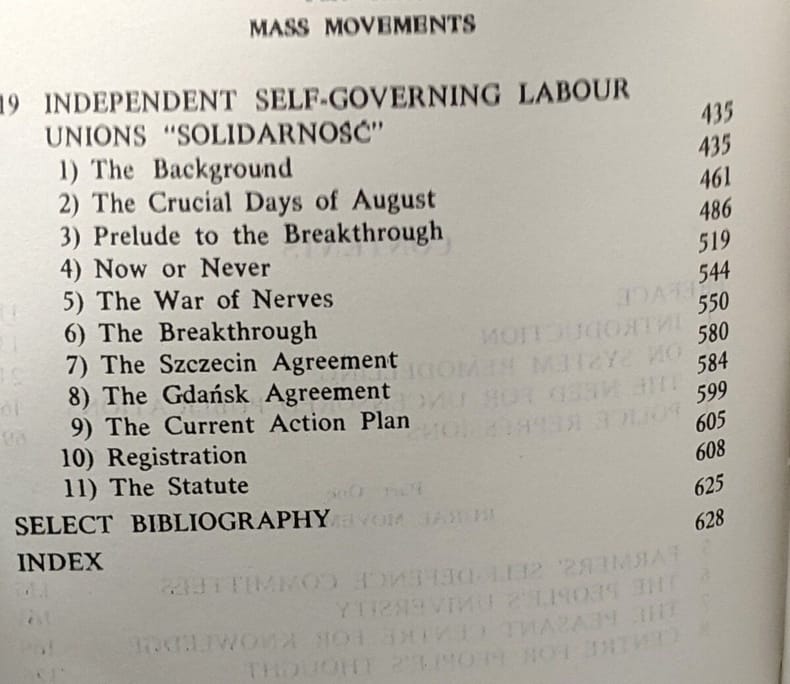 MASS MOVEMENTS
19 INDEPENDENT SELF-GOVERNING LABOUR
UNIONS “SOLIDARNOŚĆ” 435
1) The Background 435
2) The Crucial Days of August 461
3) Prelude to the Breakthrough 486
4) Now or Never 519
5) The War of Nerves 544
6) The Breakthrough 550
7) The Szczecin Agreement 580
8) The Gdańsk Agreement 584
9) The Current Action Plan 599
10) Registration 605
11) The Statute 608
SELECT BIBLIOGRAPHY 625
INDEX 628